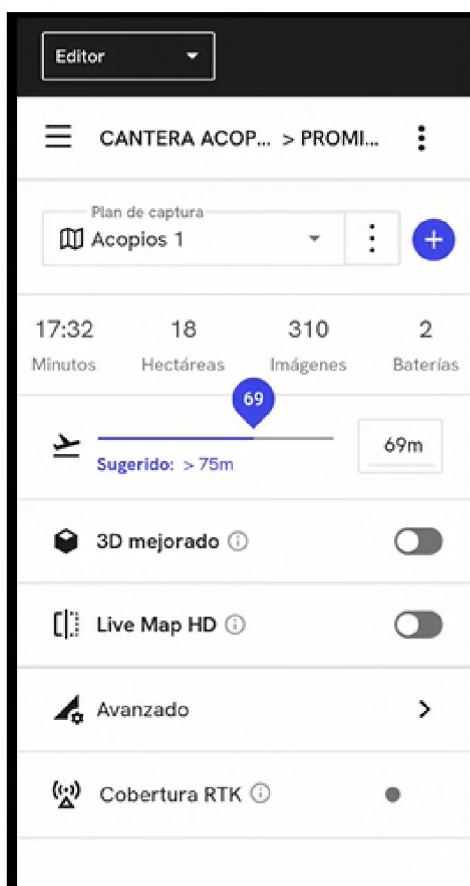 Editor
CANTERA ACOP... > PROMI...
Plan de captura
Acopios 1
17:32 18 310 2
Minutos Hectáreas Imágenes Baterías
69
69m
Sugerido: > 75m
3D mejorado
Live Map HD
Avanzado
Cobertura RTK